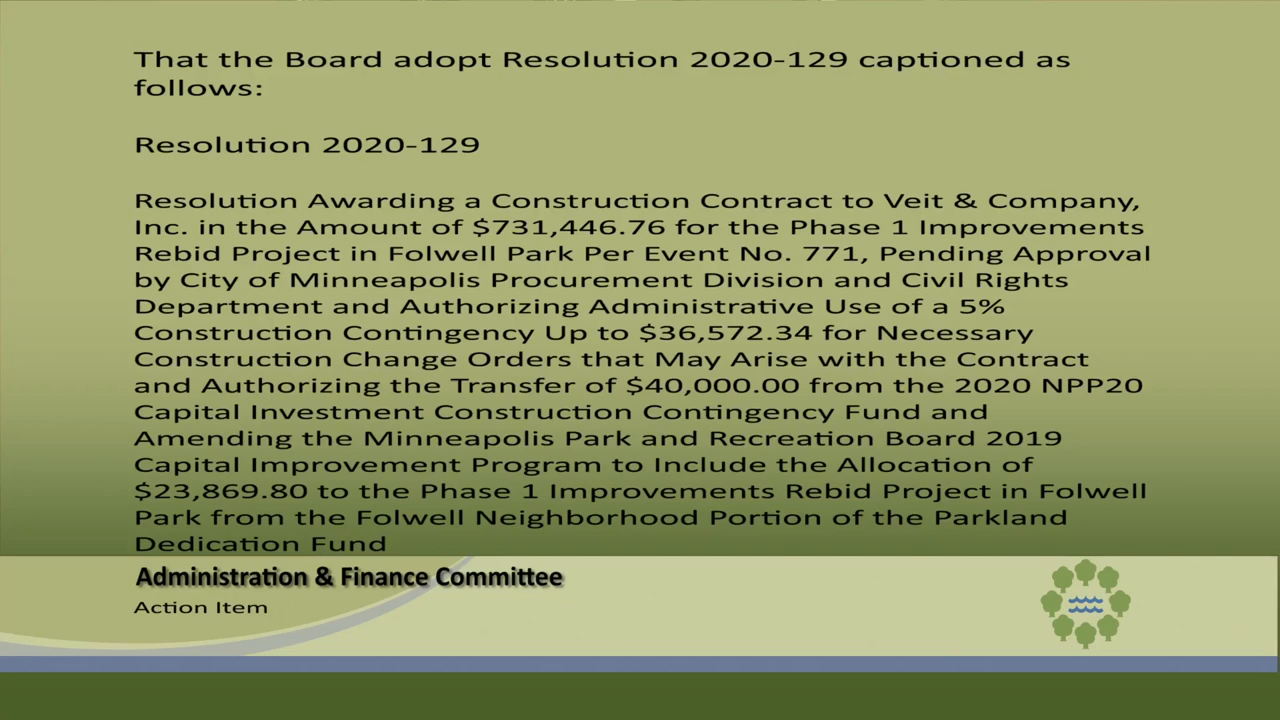 That the Board adopt Resolution 2020-129 captioned as
follows:
Resolution 2020-129
Resolution Awarding a Construction Contract to Veit & Company,
Inc. in the Amount of $731,446.76 for the Phase 1 Improvements
Rebid Project in Folwell Park Per Event No. 771, Pending Approval
by City of Minneapolis Procurement Division and Civil Rights
Department and Authorizing Administrative Use of a 5%
Construction Contingency Up to $36,572.34 for Necessary
Construction Change Orders that May Arise with the Contract
and Authorizing the Transfer of $40,000.00 from the 2020 NPP20
Capital Investment Construction Contingency Fund and
Amending the Minneapolis Park and Recreation Board 2019
Capital Improvement Program to Include the Allocation of
$23,869.80 to the Phase 1 Improvements Rebid Project in Folwell
Park from the Folwell Neighborhood Portion of the Parkland
Dedication Fund
Administration & Finance Committee
Action Item